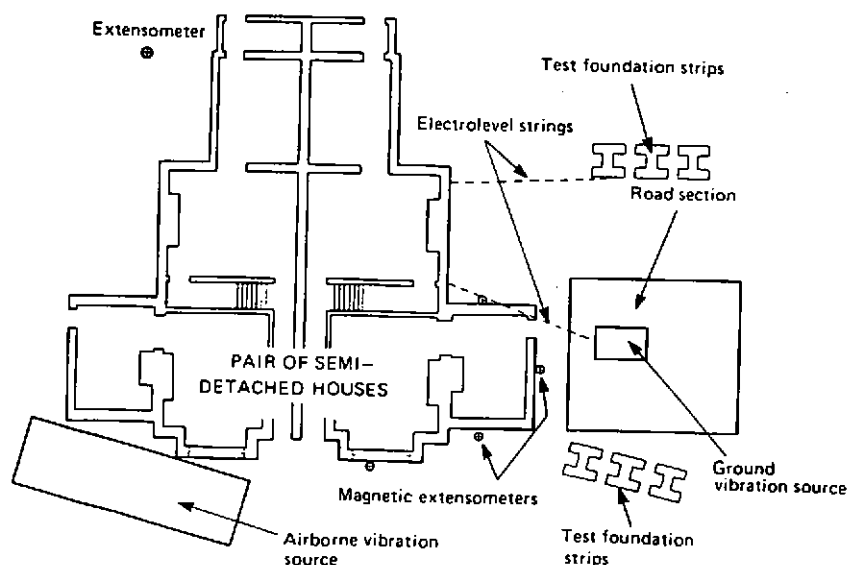 Extensometer
Test foundation strips
Electrolevel strings
Road section
PAIR OF SEMI–
DETACHED HOUSES
Ground
vibration source
Magnetic extensometers
Airborne vibration
source
Test foundation
strips